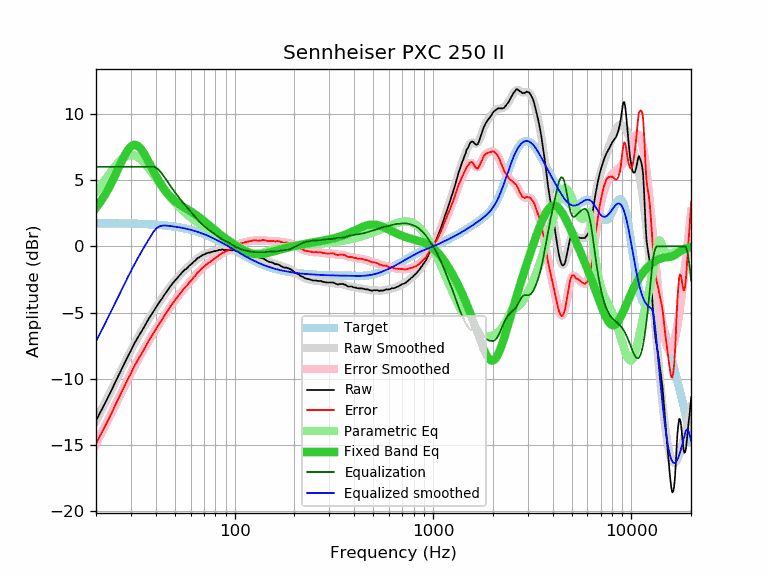 Sennheiser PXC 250 II
Amplitude (dBr)
10
5
0
−5
−10
−15
−20
Target
Raw Smoothed
Error Smoothed
Raw
Error
Parametric Eq
Fixed Band Eq
Equalization
Equalized smoothed
100
1000
10000
Frequency (Hz)